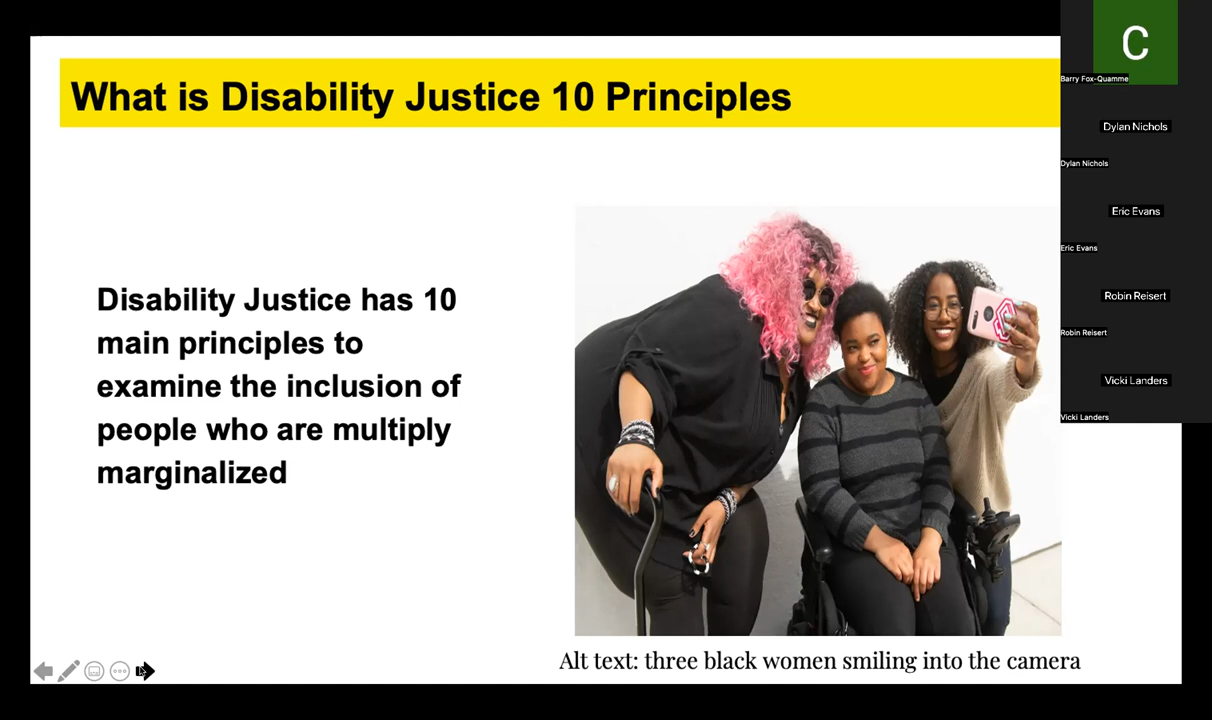 What is Disability Justice 10 Principles
Disability Justice has 10
main principles to
examine the inclusion of
people who are multiply
marginalized
Alt text: three black women smiling into the camera
C
Barry Fox-Quamme
Dylan Nichols
Dylan Nichols
Eric Evans
Eric Evans
Robin Reisert
Robin Reisert
Vicki Landers
Vicki Landers